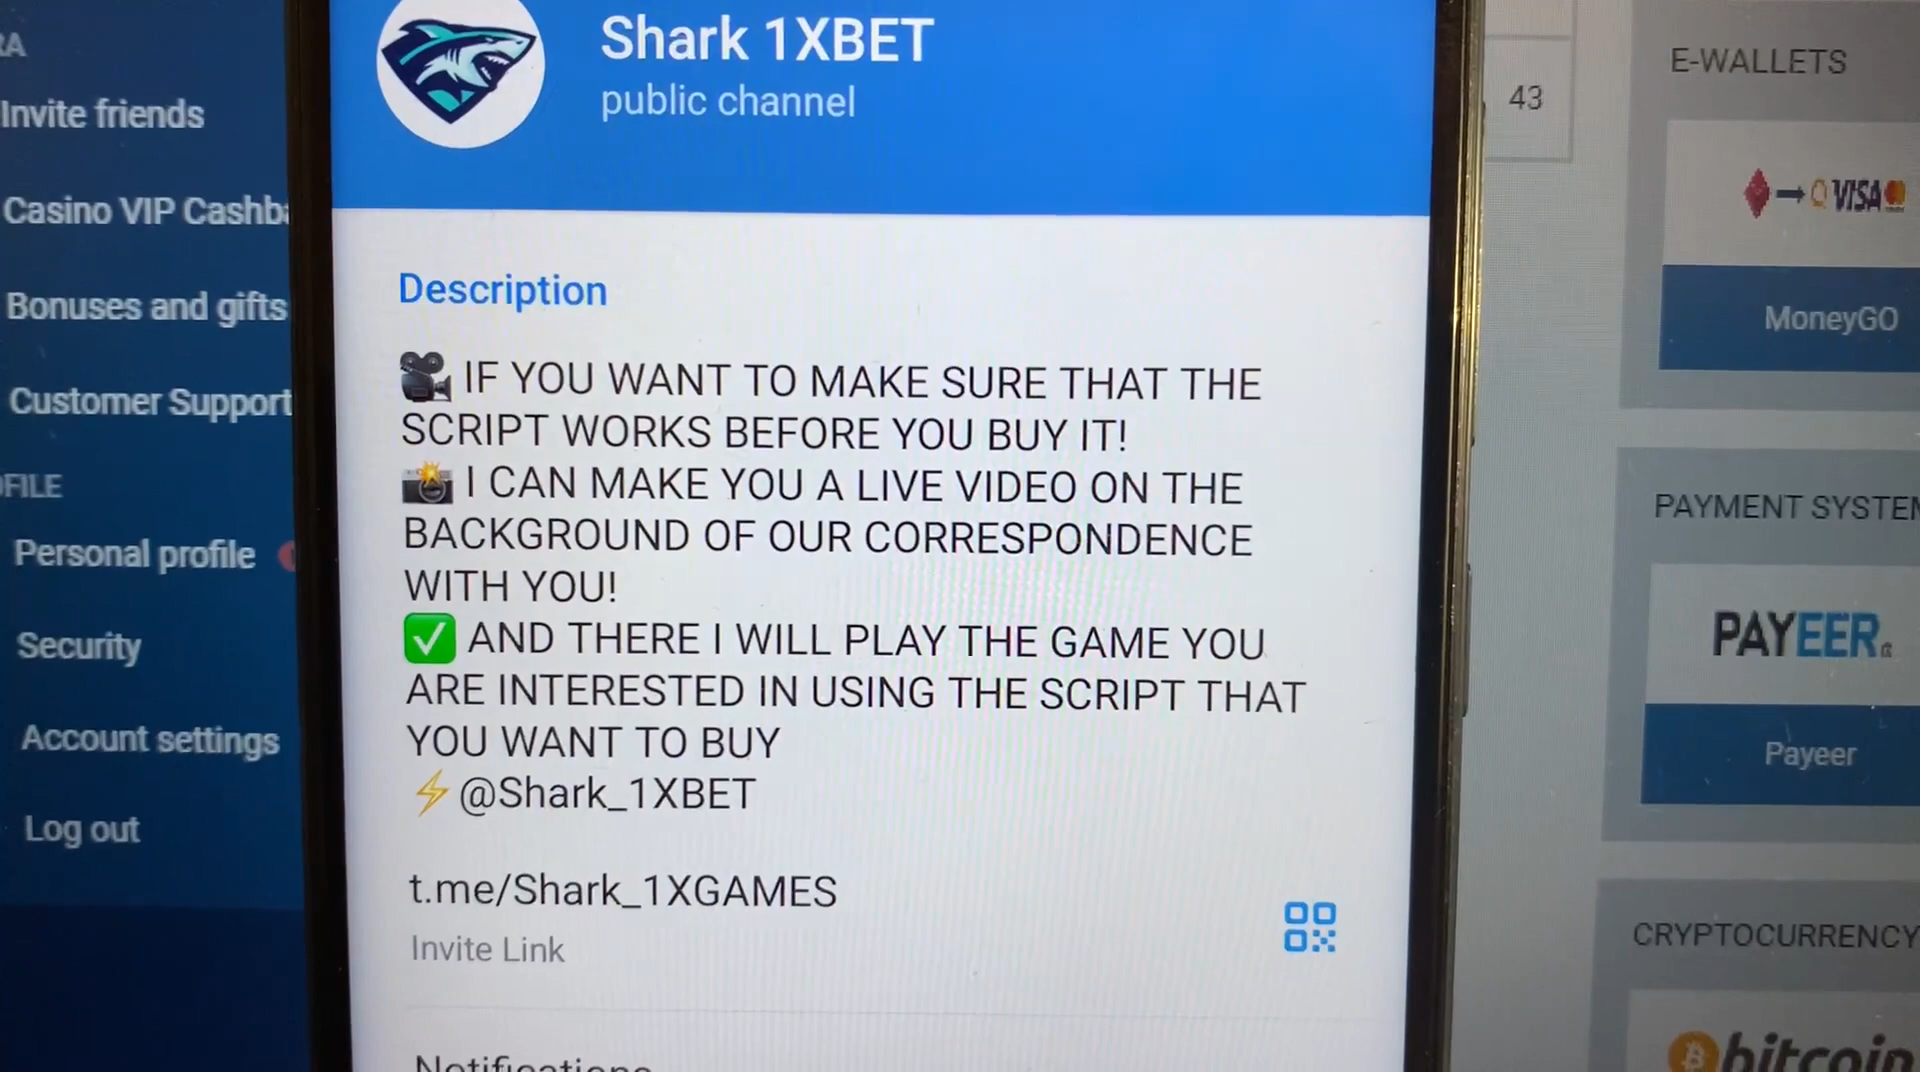 Invite friends
Casino VIP
Bonuses and gifts
Customer Support
Personal profile
Security
Account settings
Log out
Shark 1XBET
public channel
Description
IF YOU WANT TO MAKE SURE THAT THE
SCRIPT WORKS BEFORE YOU BUY IT!
I CAN MAKE YOU A LIVE VIDEO ON THE
BACKGROUND OF OUR CORRESPONDENCE
WITH YOU!
AND THERE I WILL PLAY THE GAME YOU
ARE INTERESTED IN USING THE SCRIPT THAT
YOU WANT TO BUY
@Shark_1XBET
t.me/Shark_1XGAMES
Invite Link
Notifications
43
E-WALLETS
VISA
MoneyGO
PAYMENT
PAYEER
Payeer
CRYPTOCURRENCY
bitcoin